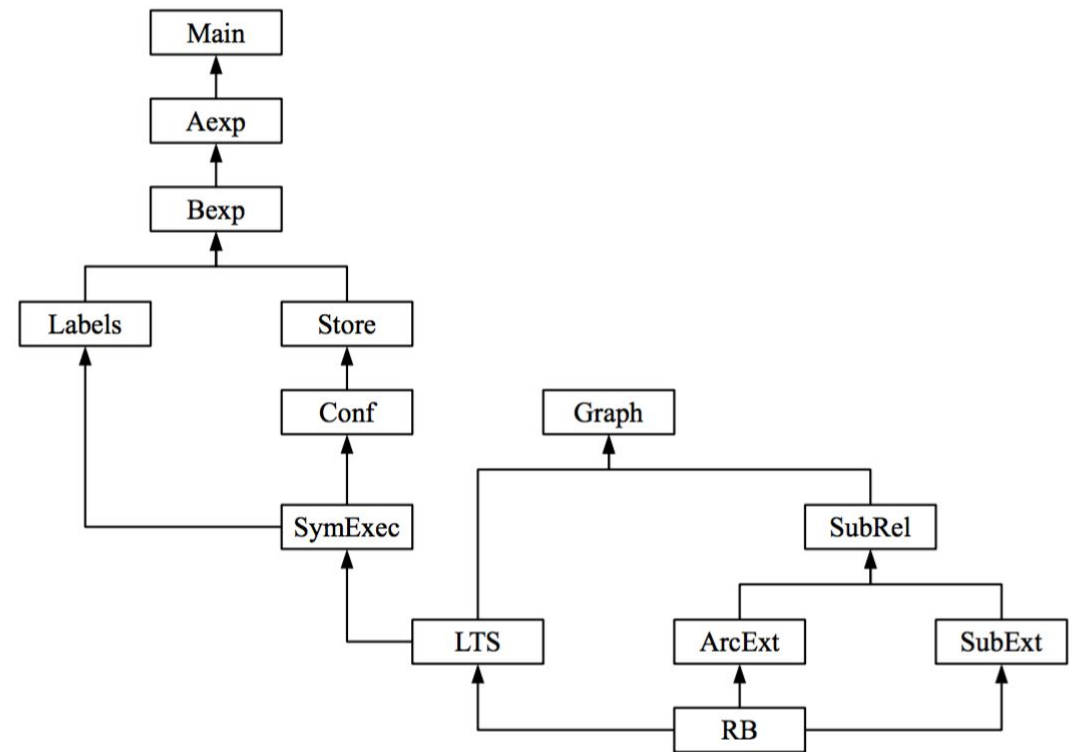 Main
Aexp
Bexp
Labels
Store
Conf
Graph
SymExec
SubRel
LTS
ArcExt
SubExt
RB